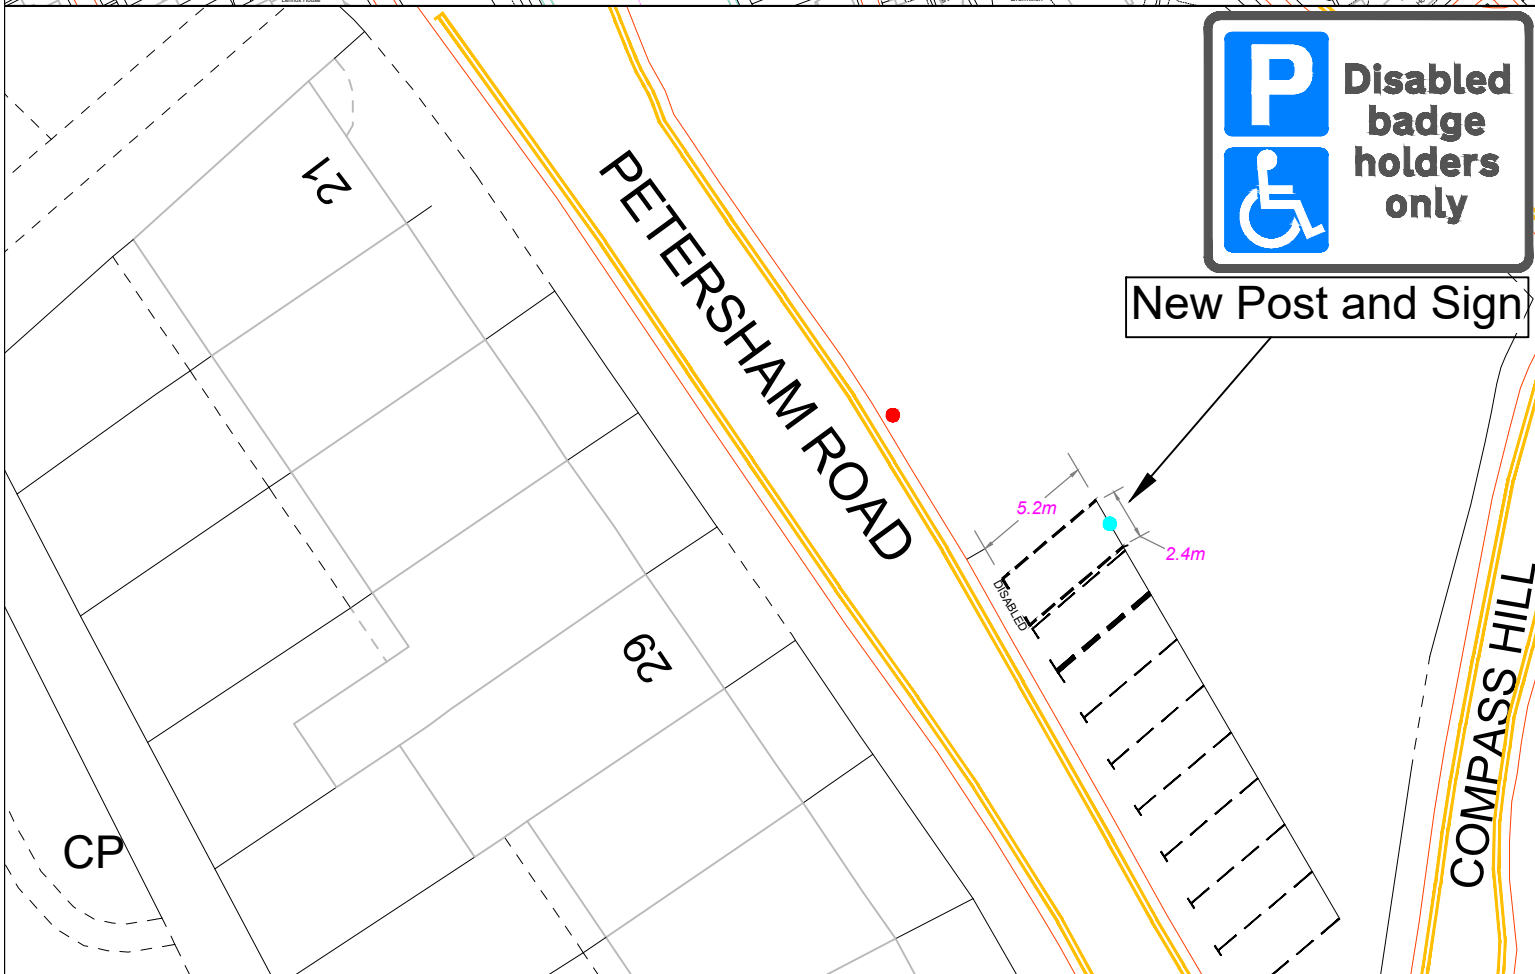 P
Disabled
badge
holders
only
New Post and Sign
21
PETERSHAM ROAD
5.2m
2.4m
DISABLED
29
COMPASS HILL
CP